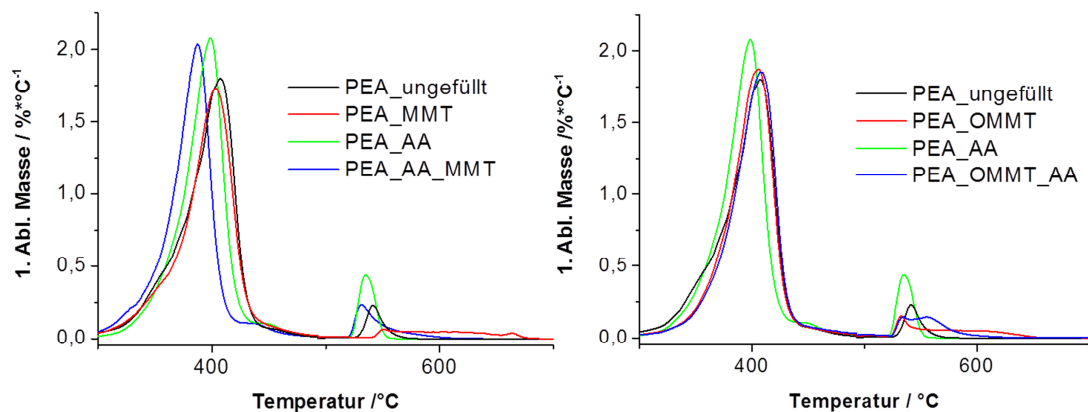 1. Abl. Masse / %*°C-1
2,0
1,5
1,0
0,5
0,0
400
600
Temperatur /°C
PEA_ungefüllt
PEA_MMT
PEA_AA
PEA_AA_MMT
1. Abl. Masse /%*°C-1
2,0
1,5
1,0
0,5
0,0
400
600
Temperatur / °C
PEA_ungefüllt
PEA_OMMT
PEA_AA
PEA_OMMT_AA